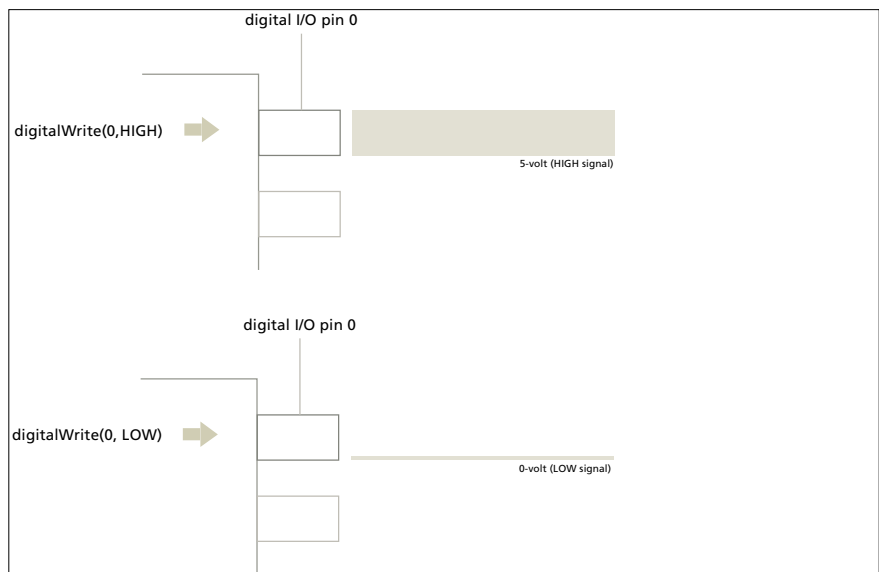 digital I/O pin 0
digitalWrite(0,HIGH)
5-volt (HIGH signal)
digital I/O pin 0
digitalWrite(0, LOW)
0-volt (LOW signal)